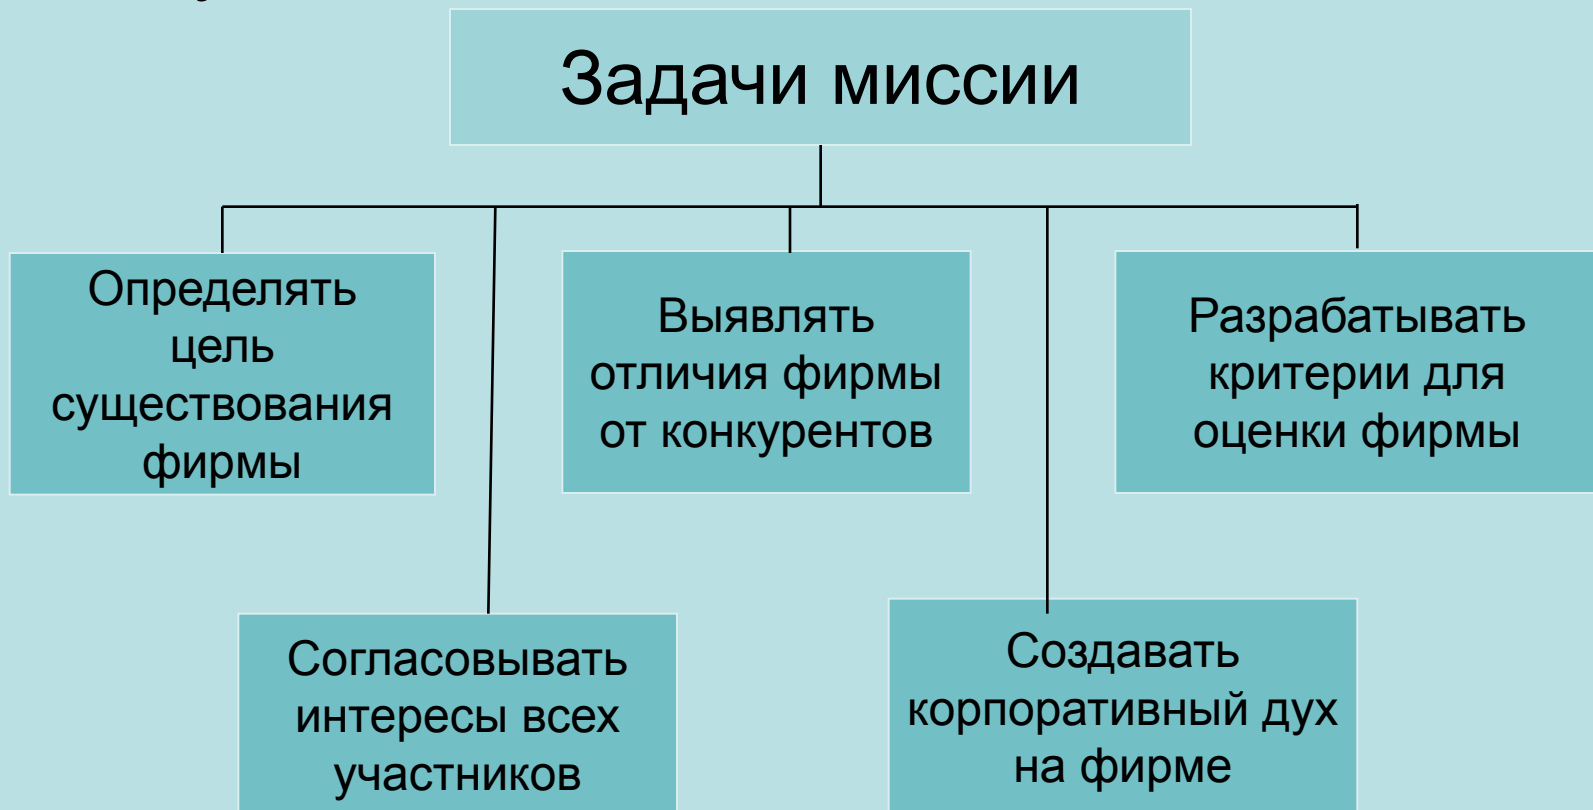 Задачи миссии
Определять
цель
существования
фирмы
Выявлять
отличия фирмы
от конкурентов
Разрабатывать
критерии для
оценки фирмы
Согласовывать
интересы всех
участников
Создавать
корпоративный дух
на фирме